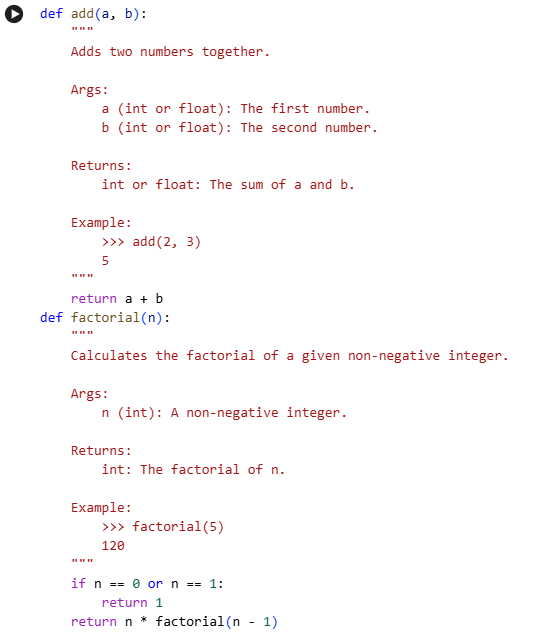 def add(a, b):
    """
    Adds two numbers together.

    Args:
        a (int or float): The first number.
        b (int or float): The second number.

    Returns:
        int or float: The sum of a and b.

    Example:
        >>> add(2, 3)
        5
    """
    return a + b
def factorial(n):
    """
    Calculates the factorial of a given non-negative integer.

    Args:
        n (int): A non-negative integer.

    Returns:
        int: The factorial of n.

    Example:
        >>> factorial(5)
        120
    """
    if n == 0 or n == 1:
        return 1
    return n * factorial(n - 1)